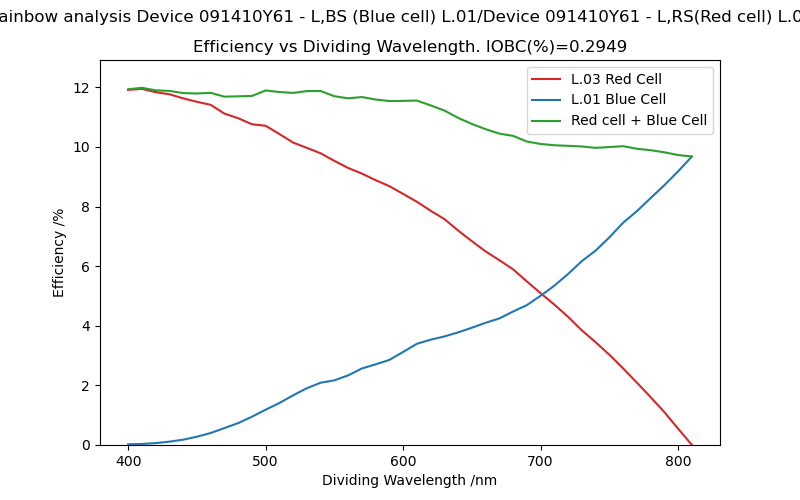 ainbow analysis Device 091410Y61 - L,BS (Blue cell) L.01/Device 091410Y61 - L,RS(Red cell) L.0
Efficiency vs Dividing Wavelength. IOBC(%)=0.2949
L.03 Red Cell
L.01 Blue Cell
Red cell + Blue Cell
12
10
8
6
4
2
0
Efficiency /%
400 500 600 700 800
Dividing Wavelength /nm